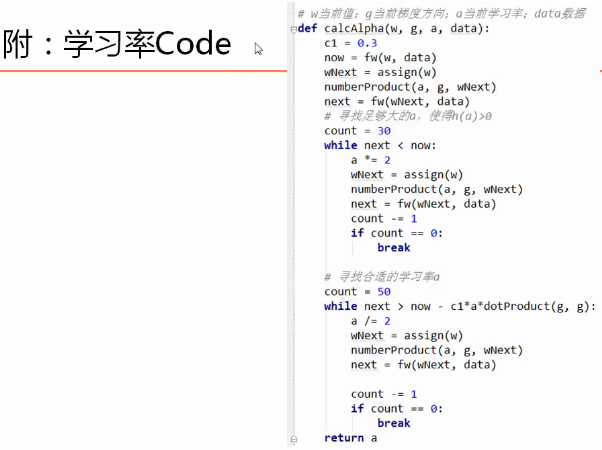 附：学习率Code
# w当前值；g当前梯度方向；a当前学习率；data数据
def calcAlpha(w, g, a, data):
c1 = 0.3
now = fw(w, data)
wNext = assign(w)
numberProduct(a, g, wNext)
next = fw(wNext, data)
# 寻找足够大的a，使得h(a)>0
count = 30
while next < now:
a *= 2
wNext = assign(w)
numberProduct(a, g, wNext)
next = fw(wNext, data)
count -= 1
if count == 0:
break
# 寻找合适的学习率a
count = 50
while next > now - c1*a*dotProduct(g, g):
a /= 2
wNext = assign(w)
numberProduct(a, g, wNext)
next = fw(wNext, data)
count -= 1
if count == 0:
break
return a